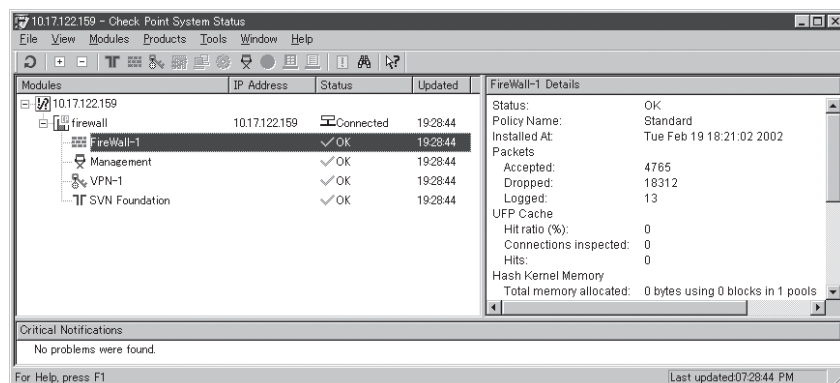 10.17.122.159 - Check Point System Status
File View Modules Products Tools Window Help
Modules IP Address Status Updated
10.17.122.159
firewall 10.17.122.159 Connected 19:28:44
FireWall-1 OK 19:28:44
Management OK 19:28:44
VPN-1 OK 19:28:44
SVN Foundation OK 19:28:44
FireWall-1 Details
Status: OK
Policy Name: Standard
Installed At: Tue Feb 19 18:21:02 2002
Packets
Accepted: 4765
Dropped: 18312
Logged: 13
UFP Cache
Hit ratio (%): 0
Connections inspected: 0
Hits: 0
Hash Kernel Memory
Total memory allocated: 0 bytes using 0 blocks in 1 pools
Critical Notifications
No problems were found.
For Help, press F1 Last updated:07:28:44 PM